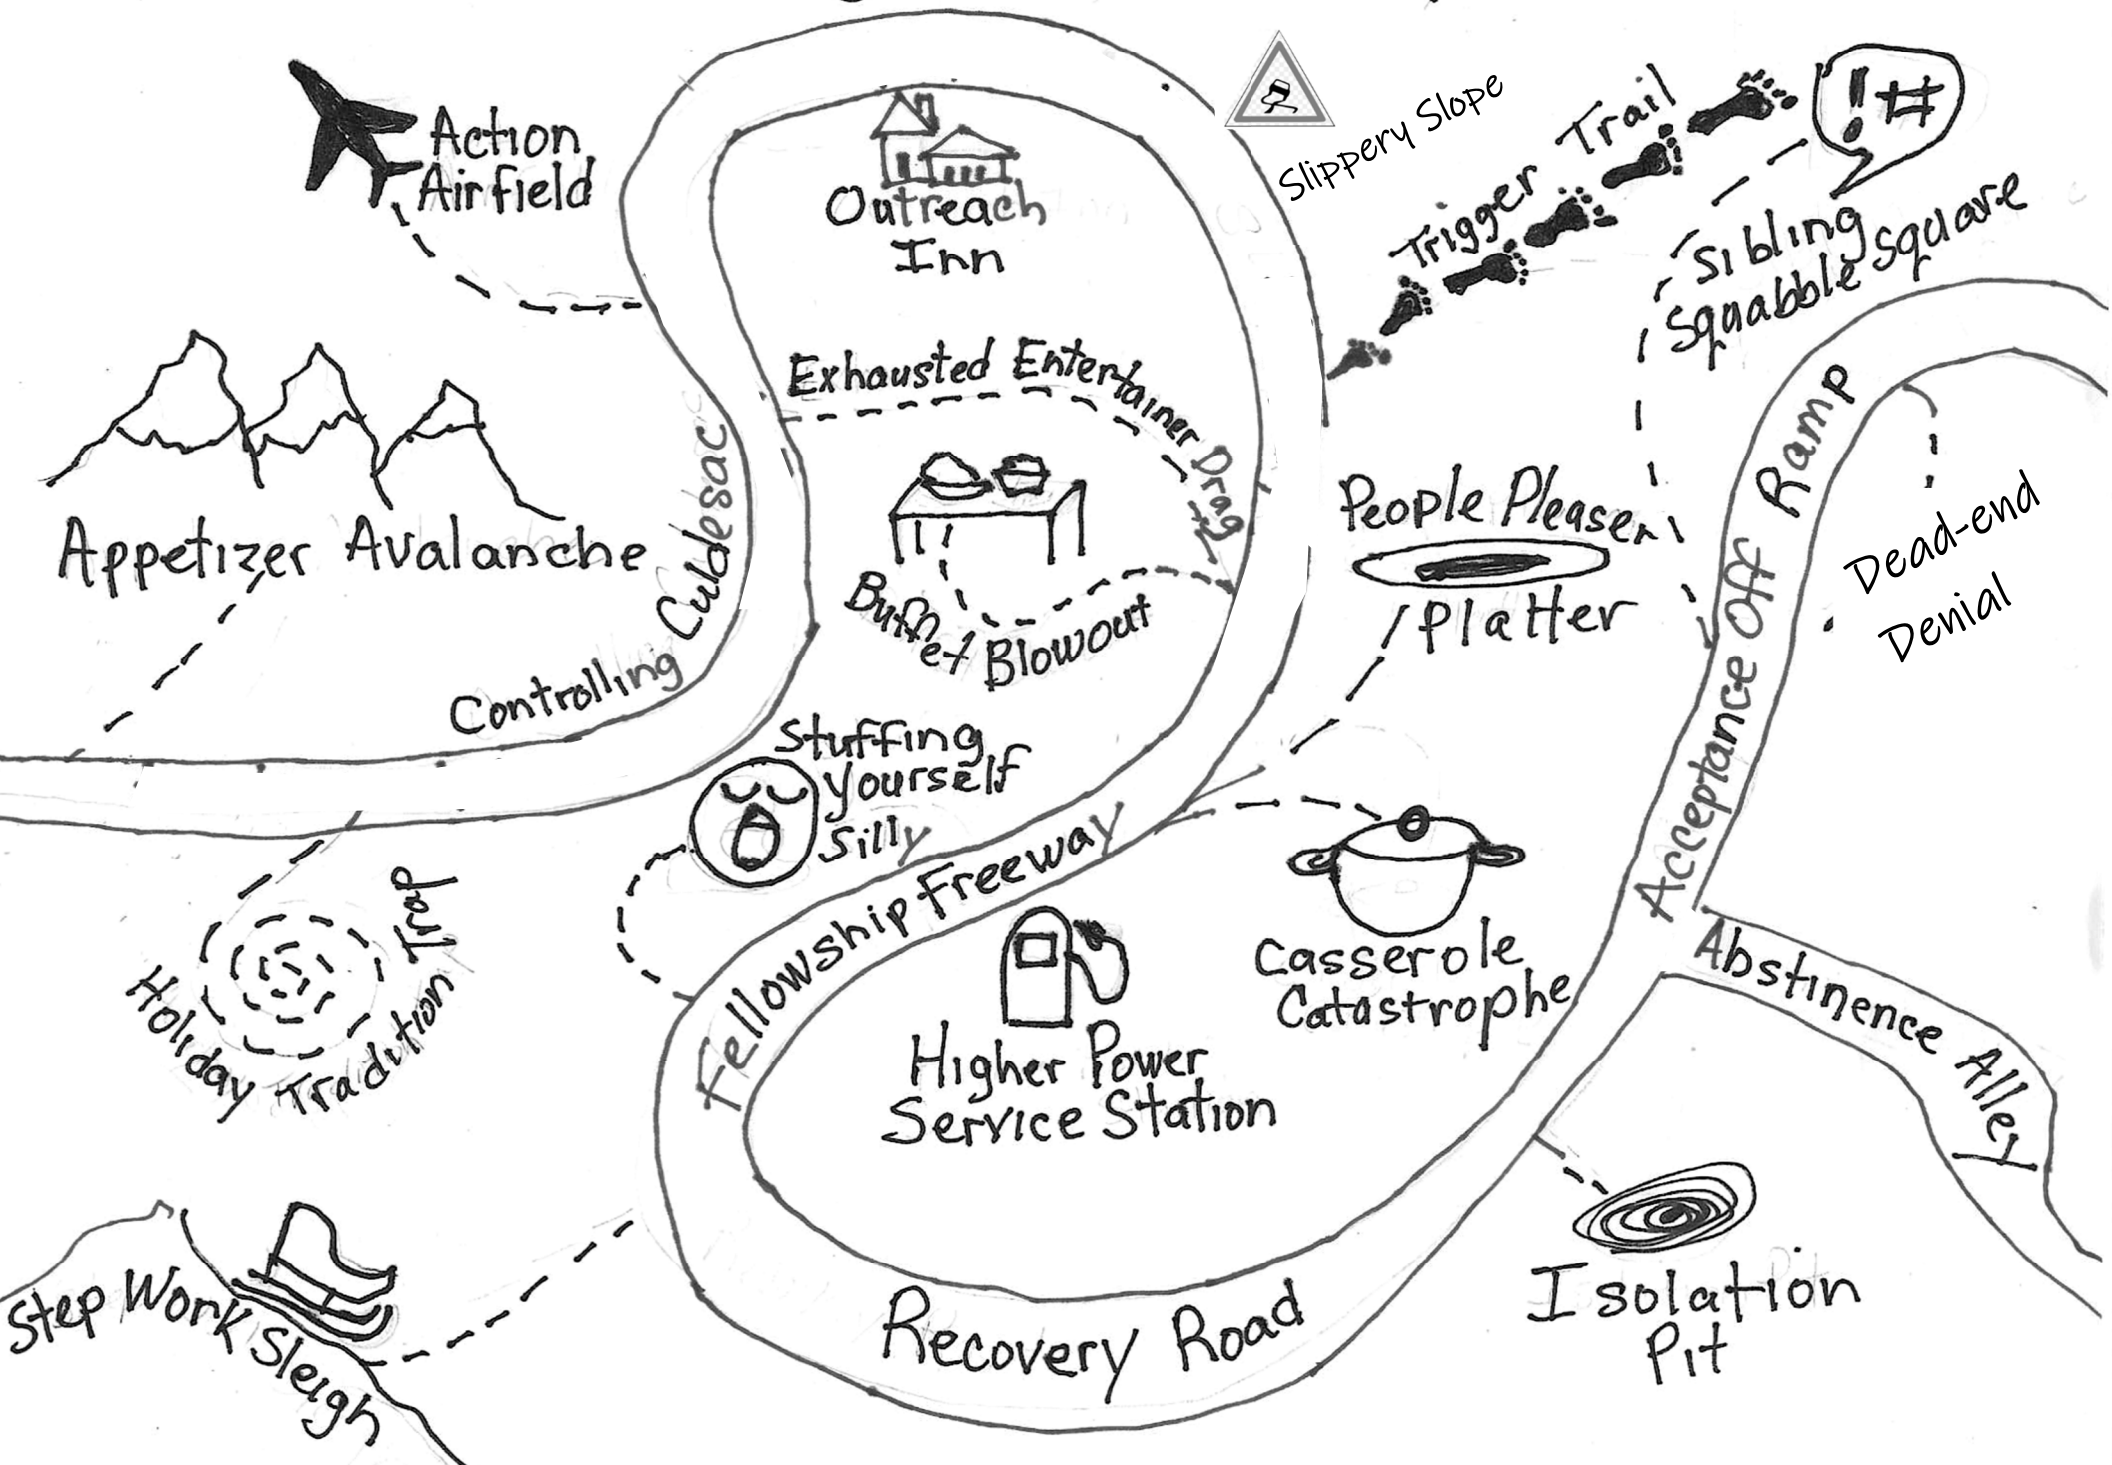 Action
Airfield
Outreach
Inn
Slippery Slope
Trigger Trail
!#
Sibling
Squabble Square
Exhausted Entertainer Drag
Appetizer Avalanche
Controlling Culdesac
Buffet Blowout
People Pleaser
Platter
Acceptance Off Ramp
Dead-end
Denial
Stuffing
Yourself
Silly
Fellowship Freeway
Casserole
Catastrophe
Holiday Tradition Trap
Higher Power
Service Station
Abstinence Alley
Step Work Sleigh
Recovery Road
Isolation
Pit